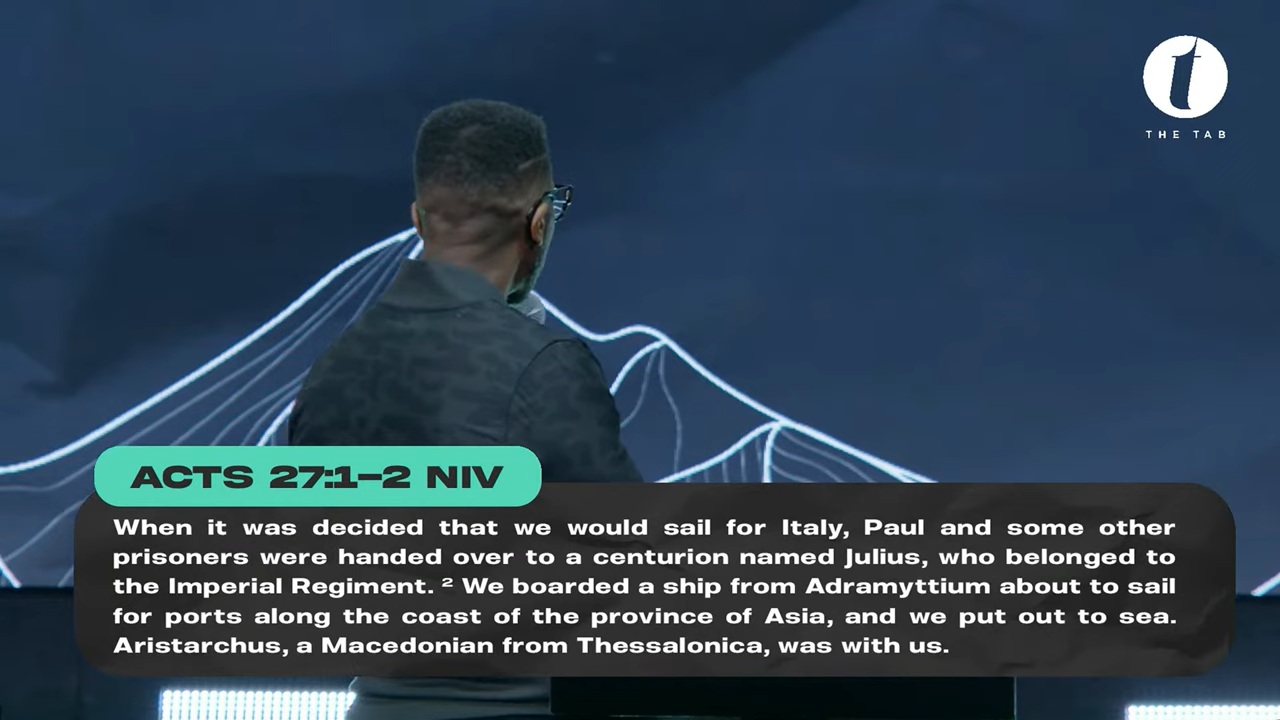 t
THE TAB
ACTS 27:1–2 NIV
When it was decided that we would sail for Italy, Paul and some other
prisoners were handed over to a centurion named Julius, who belonged to
the Imperial Regiment. ² We boarded a ship from Adramyttium about to sail
for ports along the coast of the province of Asia, and we put out to sea.
Aristarchus, a Macedonian from Thessalonica, was with us.